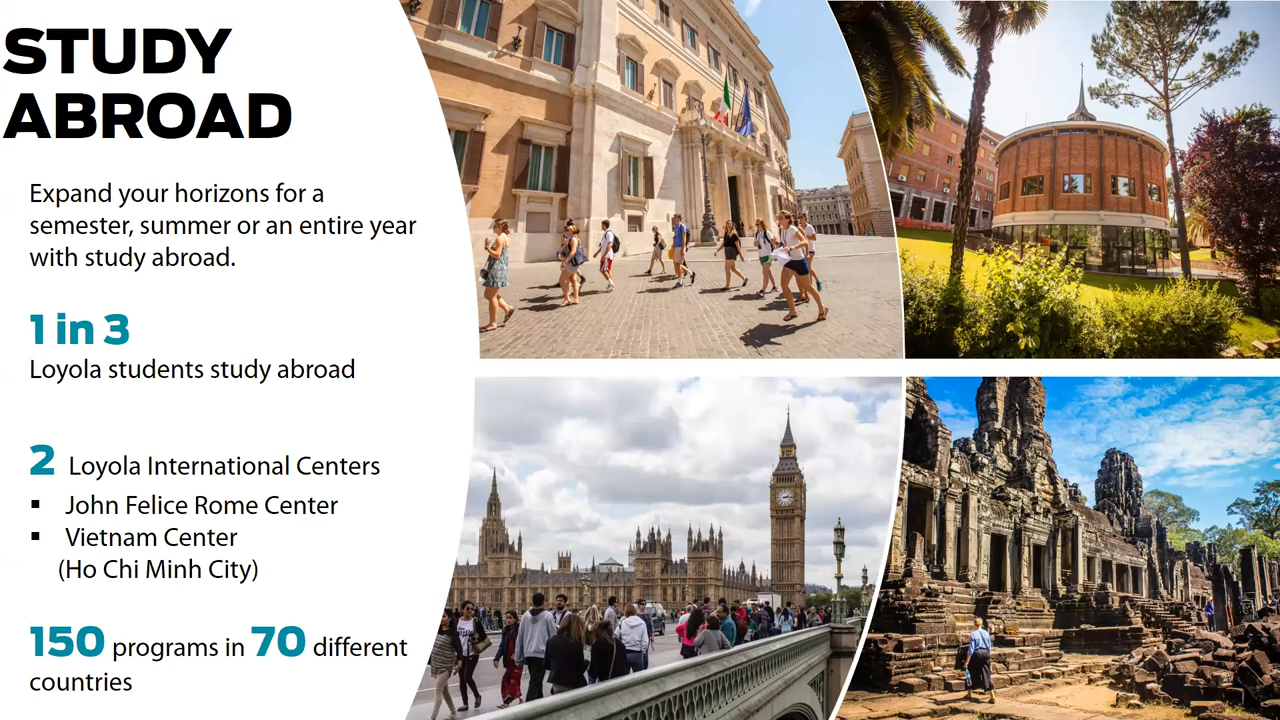 STUDY
ABROAD
Expand your horizons for a
semester, summer or an entire year
with study abroad.
1 in 3
Loyola students study abroad
2 Loyola International Centers
▪ John Felice Rome Center
▪ Vietnam Center
(Ho Chi Minh City)
150 programs in 70 different
countries